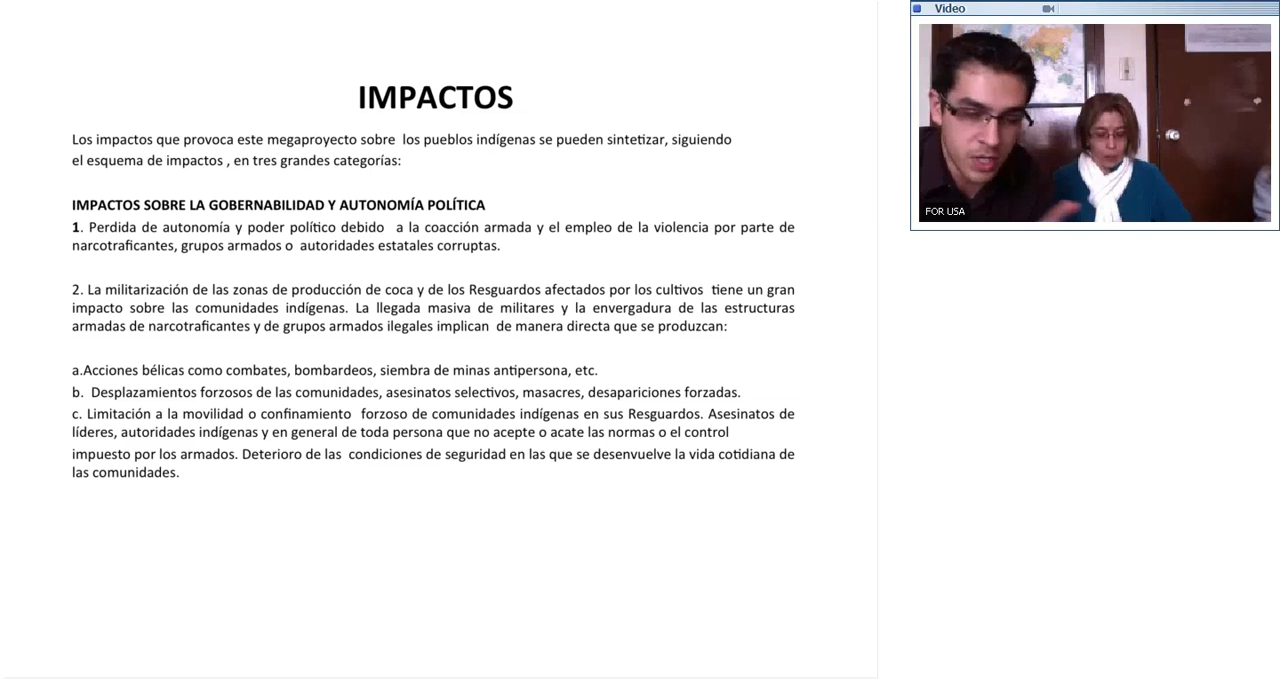 IMPACTOS
Los impactos que provoca este megaproyecto sobre los pueblos indígenas se pueden sintetizar, siguiendo
el esquema de impactos , en tres grandes categorías:
IMPACTOS SOBRE LA GOBERNABILIDAD Y AUTONOMÍA POLÍTICA
1. Perdida de autonomía y poder político debido a la coacción armada y el empleo de la violencia por parte de
narcotraficantes, grupos armados o autoridades estatales corruptas.
2. La militarización de las zonas de producción de coca y de los Resguardos afectados por los cultivos tiene un gran
impacto sobre las comunidades indígenas. La llegada masiva de militares y la envergadura de las estructuras
armadas de narcotraficantes y de grupos armados ilegales implican de manera directa que se produzcan:
a.Acciones bélicas como combates, bombardeos, siembra de minas antipersona, etc.
b. Desplazamientos forzosos de las comunidades, asesinatos selectivos, masacres, desapariciones forzadas.
c. Limitación a la movilidad o confinamiento forzoso de comunidades indígenas en sus Resguardos. Asesinatos de
líderes, autoridades indígenas y en general de toda persona que no acepte o acate las normas o el control
impuesto por los armados. Deterioro de las condiciones de seguridad en las que se desenvuelve la vida cotidiana de
las comunidades.
Video
FOR USA